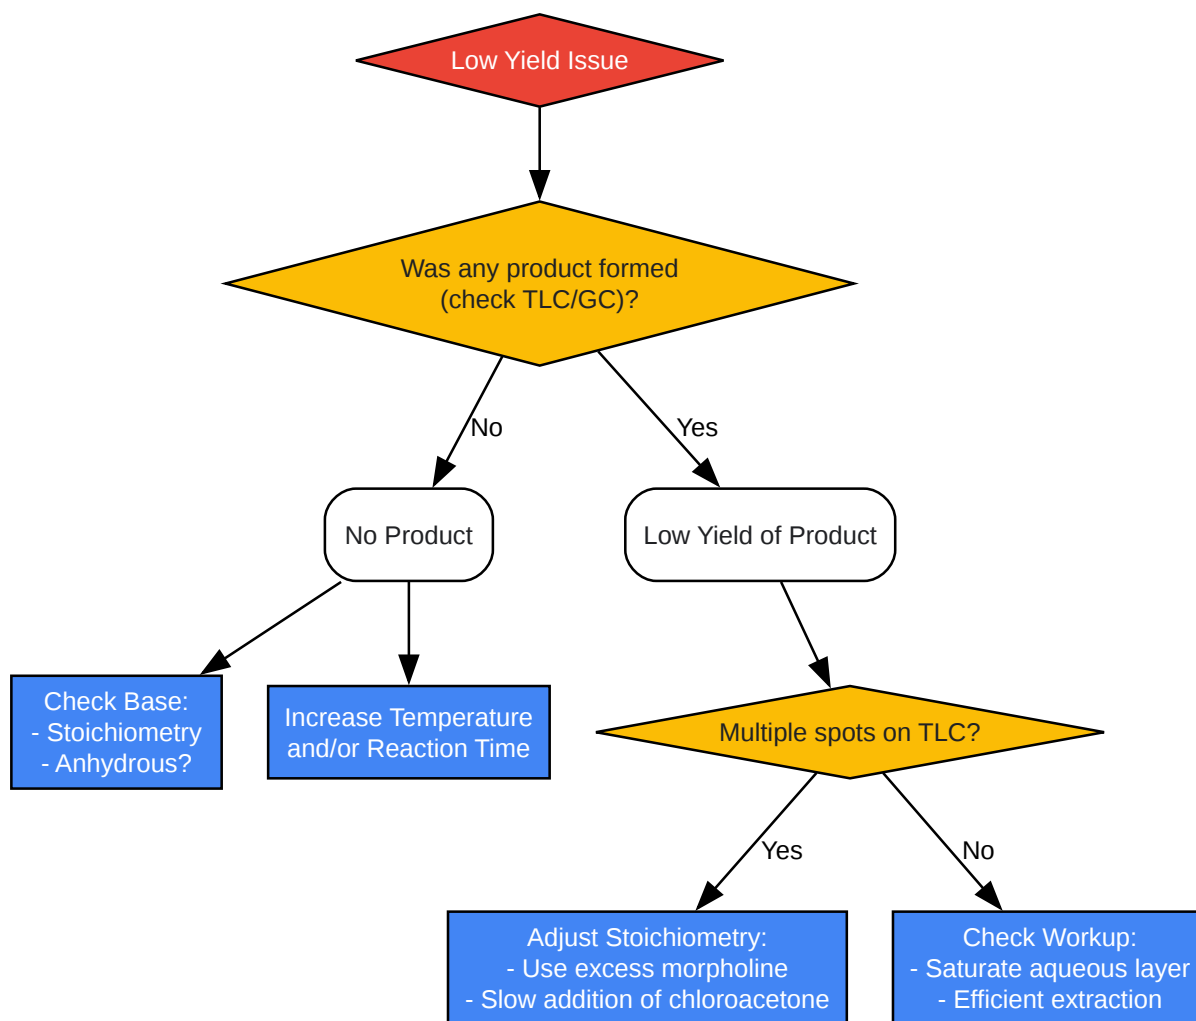 Low Yield Issue
Was any product formed
(check TLC/GC)?
No
Yes
No Product
Low Yield of Product
Check Base:
- Stoichiometry
- Anhydrous?
Increase Temperature
and/or Reaction Time
Multiple spots on TLC?
Yes
No
Adjust Stoichiometry:
- Use excess morpholine
- Slow addition of chloroacetone
Check Workup:
- Saturate aqueous layer
- Efficient extraction